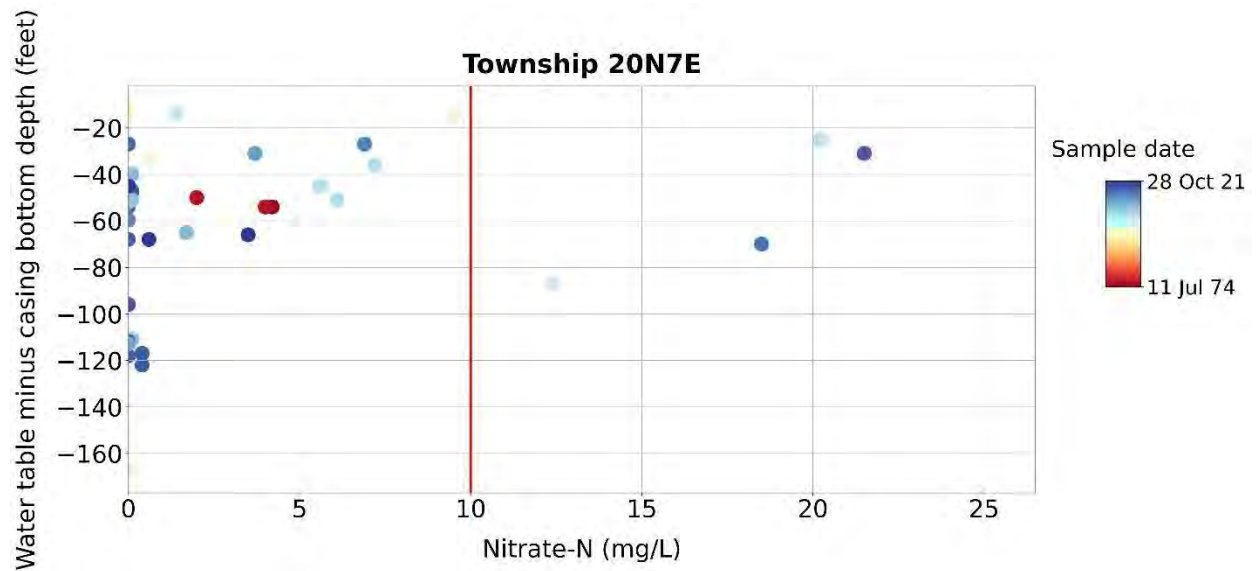 Township 20N7E
Water table minus casing bottom depth (feet)
−20
−40
−60
−80
−100
−120
−140
−160
0 5 10 15 20 25
Nitrate-N (mg/L)
Sample date
28 Oct 21
11 Jul 74